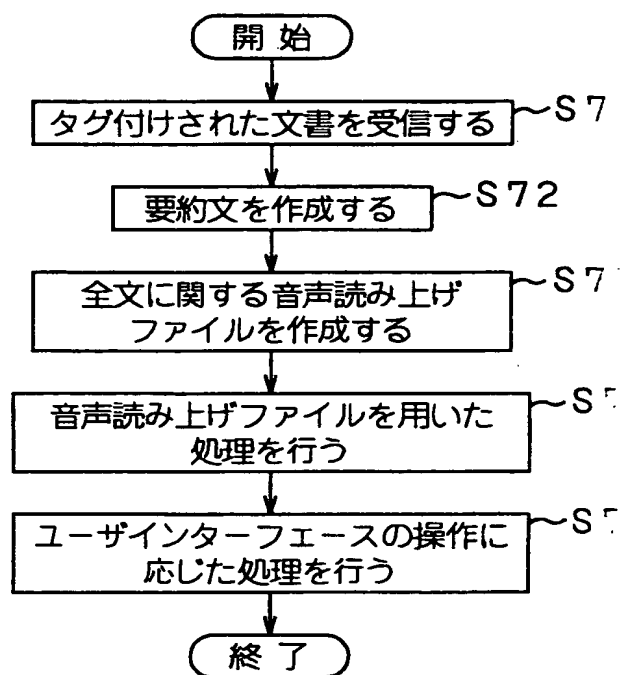 開始
タグ付けされた文書を受信する
S7
要約文を作成する
S72
全文に関する音声読み上げ
ファイルを作成する
S7
音声読み上げファイルを用いた
処理を行う
S
ユーザインターフェースの操作に
応じた処理を行う
S
終了